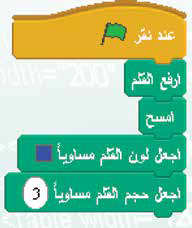 عند نقر
ارفع القلم
امسح
اجعل لون القلم مساوياً
اجعل حجم القلم مساوياً 3